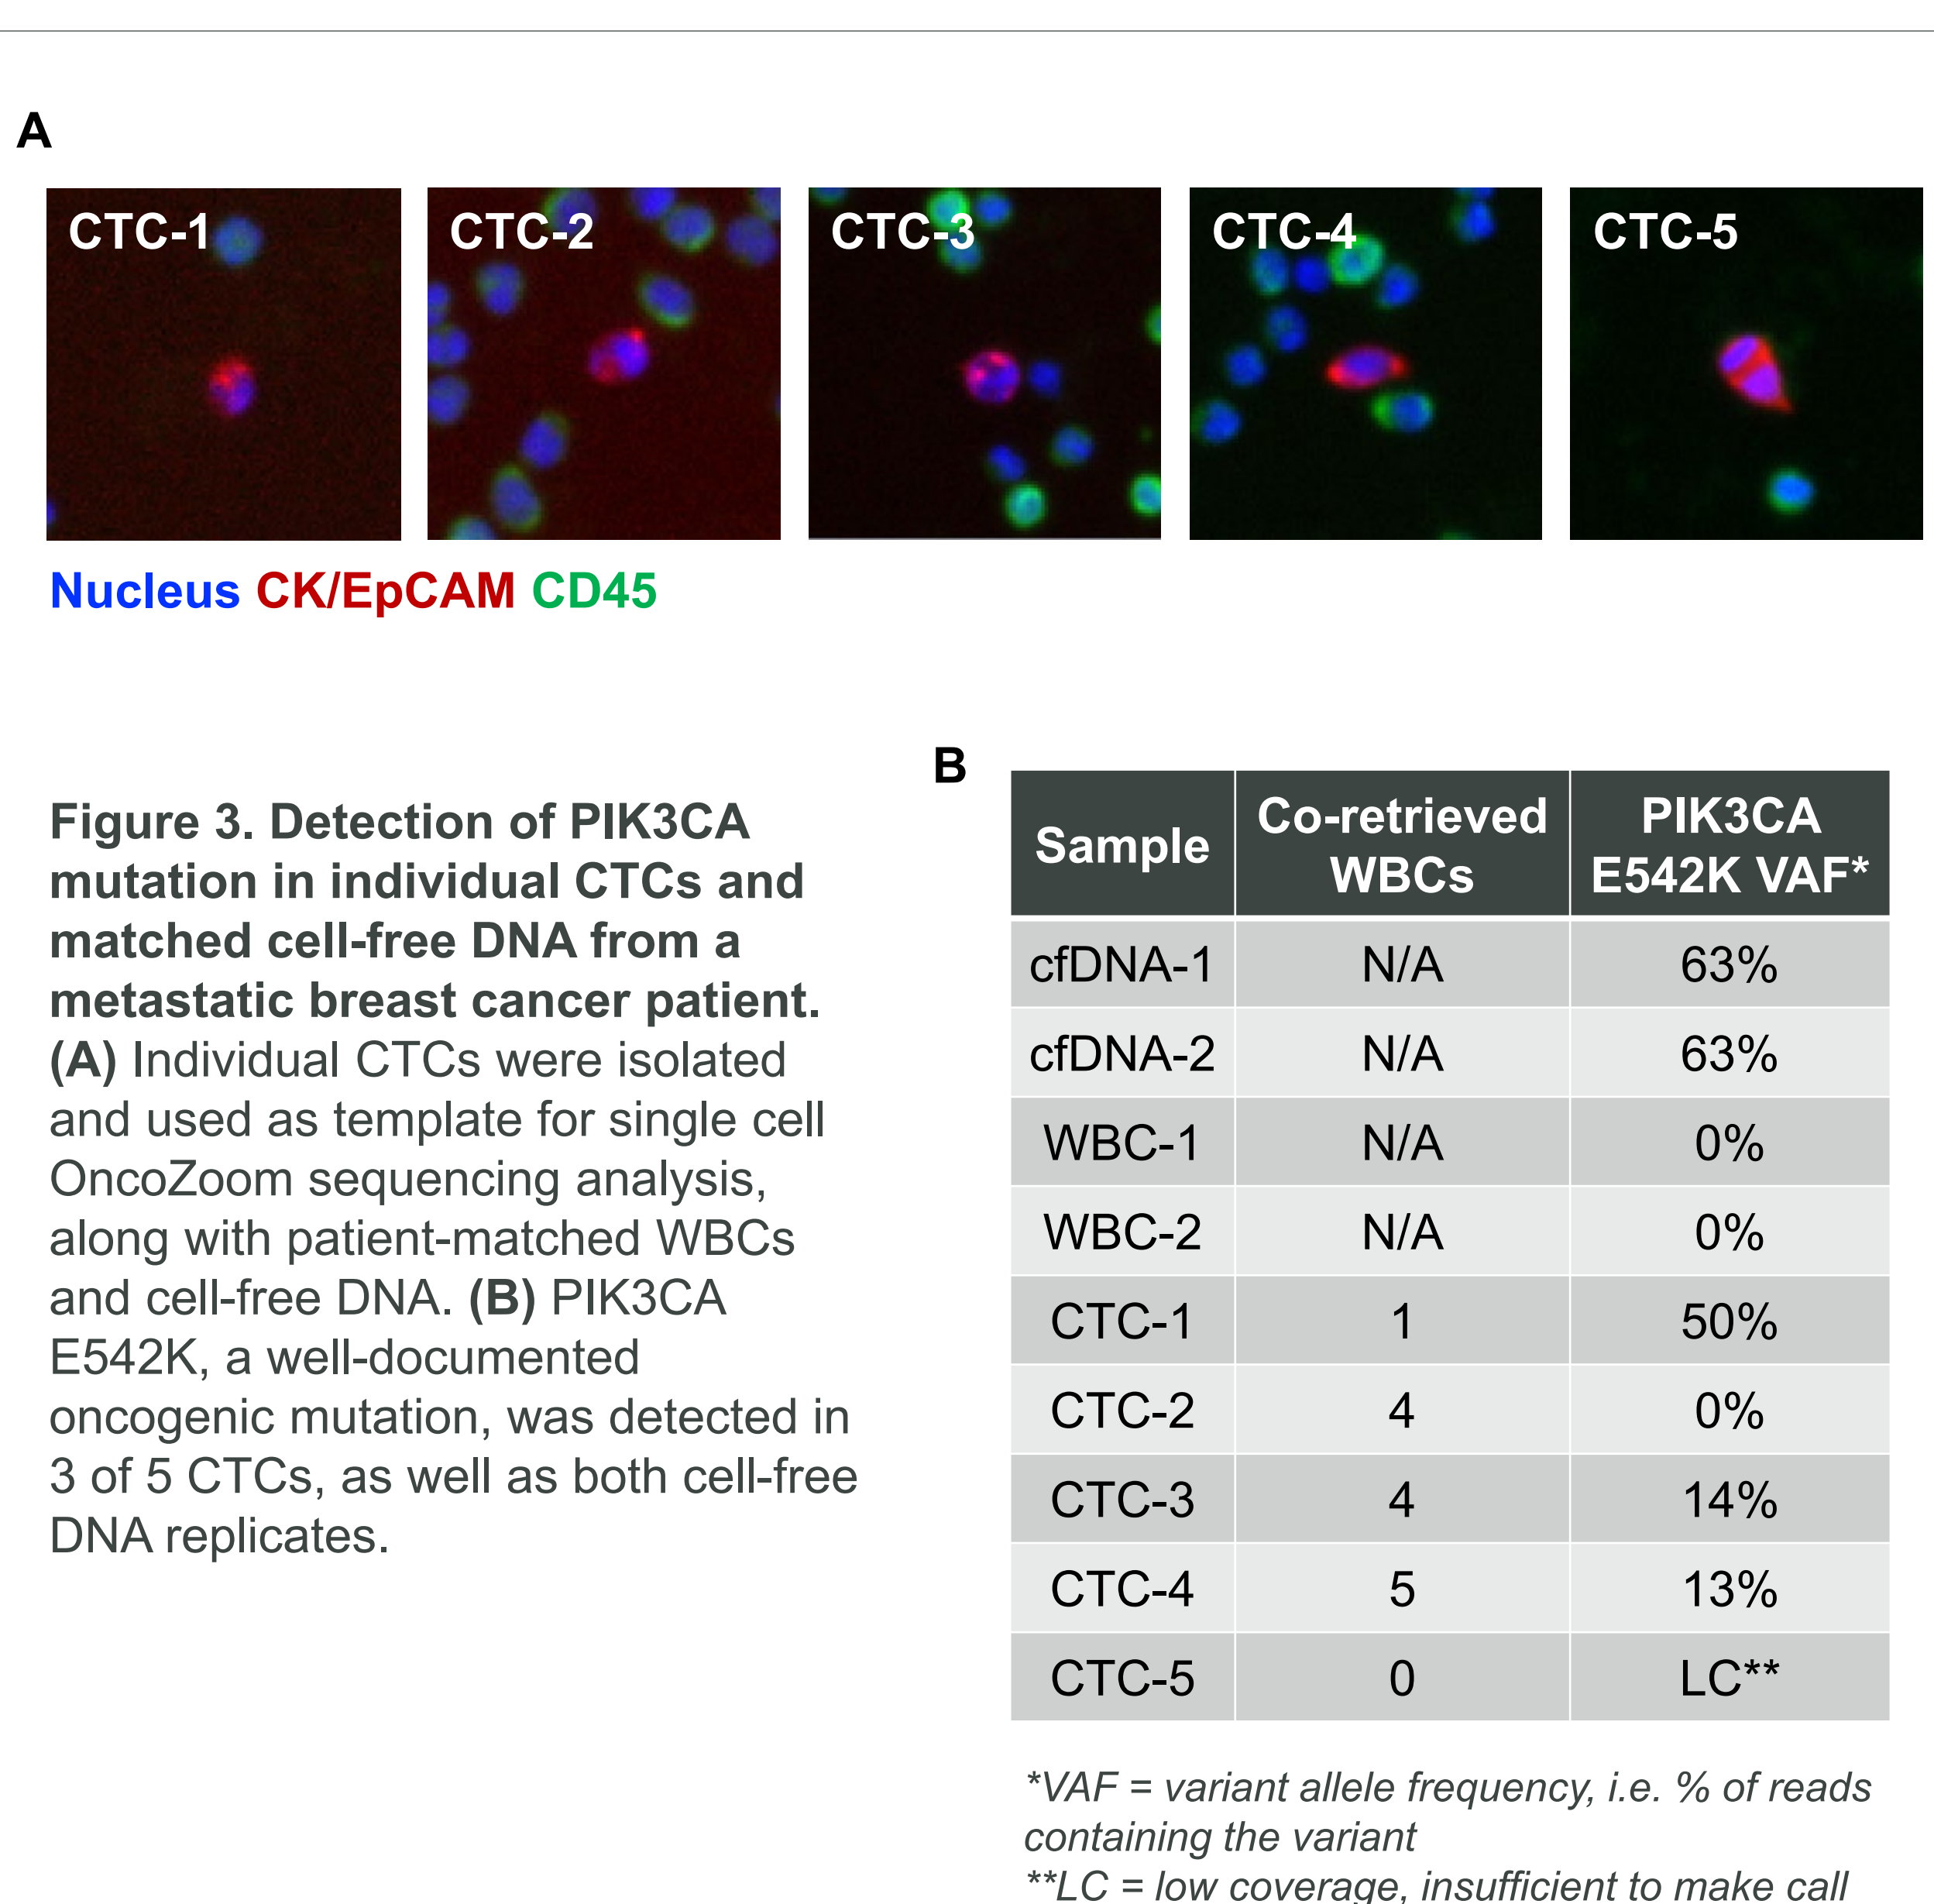 A
CTC-1
CTC-2
CTC-3
CTC-4
CTC-5
Nucleus CK/EpCAM CD45
Figure 3. Detection of PIK3CA
mutation in individual CTCs and
matched cell-free DNA from a
metastatic breast cancer patient.
(A) Individual CTCs were isolated
and used as template for single cell
OncoZoom sequencing analysis,
along with patient-matched WBCs
and cell-free DNA. (B) PIK3CA
E542K, a well-documented
oncogenic mutation, was detected in
3 of 5 CTCs, as well as both cell-free
DNA replicates.
B
Sample Co-retrieved WBCs PIK3CA E542K VAF*
cfDNA-1 N/A 63%
cfDNA-2 N/A 63%
WBC-1 N/A 0%
WBC-2 N/A 0%
CTC-1 1 50%
CTC-2 4 0%
CTC-3 4 14%
CTC-4 5 13%
CTC-5 0 LC**
*VAF = variant allele frequency, i.e. % of reads
containing the variant
**LC = low coverage, insufficient to make call